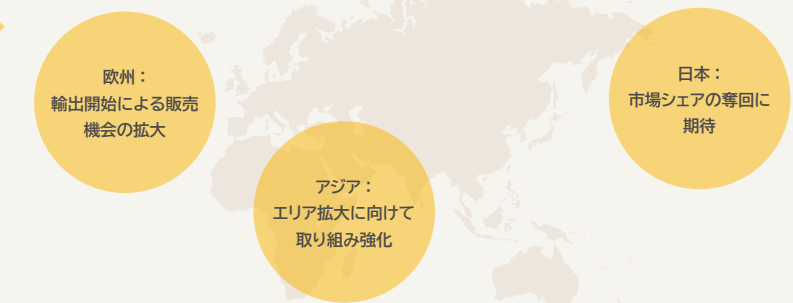 欧州：
輸出開始による販売
機会の拡大
アジア：
エリア拡大に向けて
取り組み強化
日本：
市場シェアの奪回に
期待